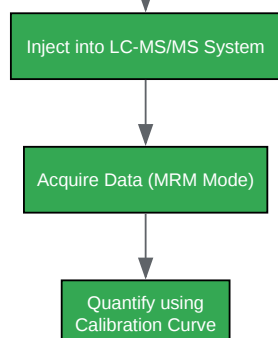 Inject into LC-MS/MS System
Acquire Data (MRM Mode)
Quantify using
Calibration Curve